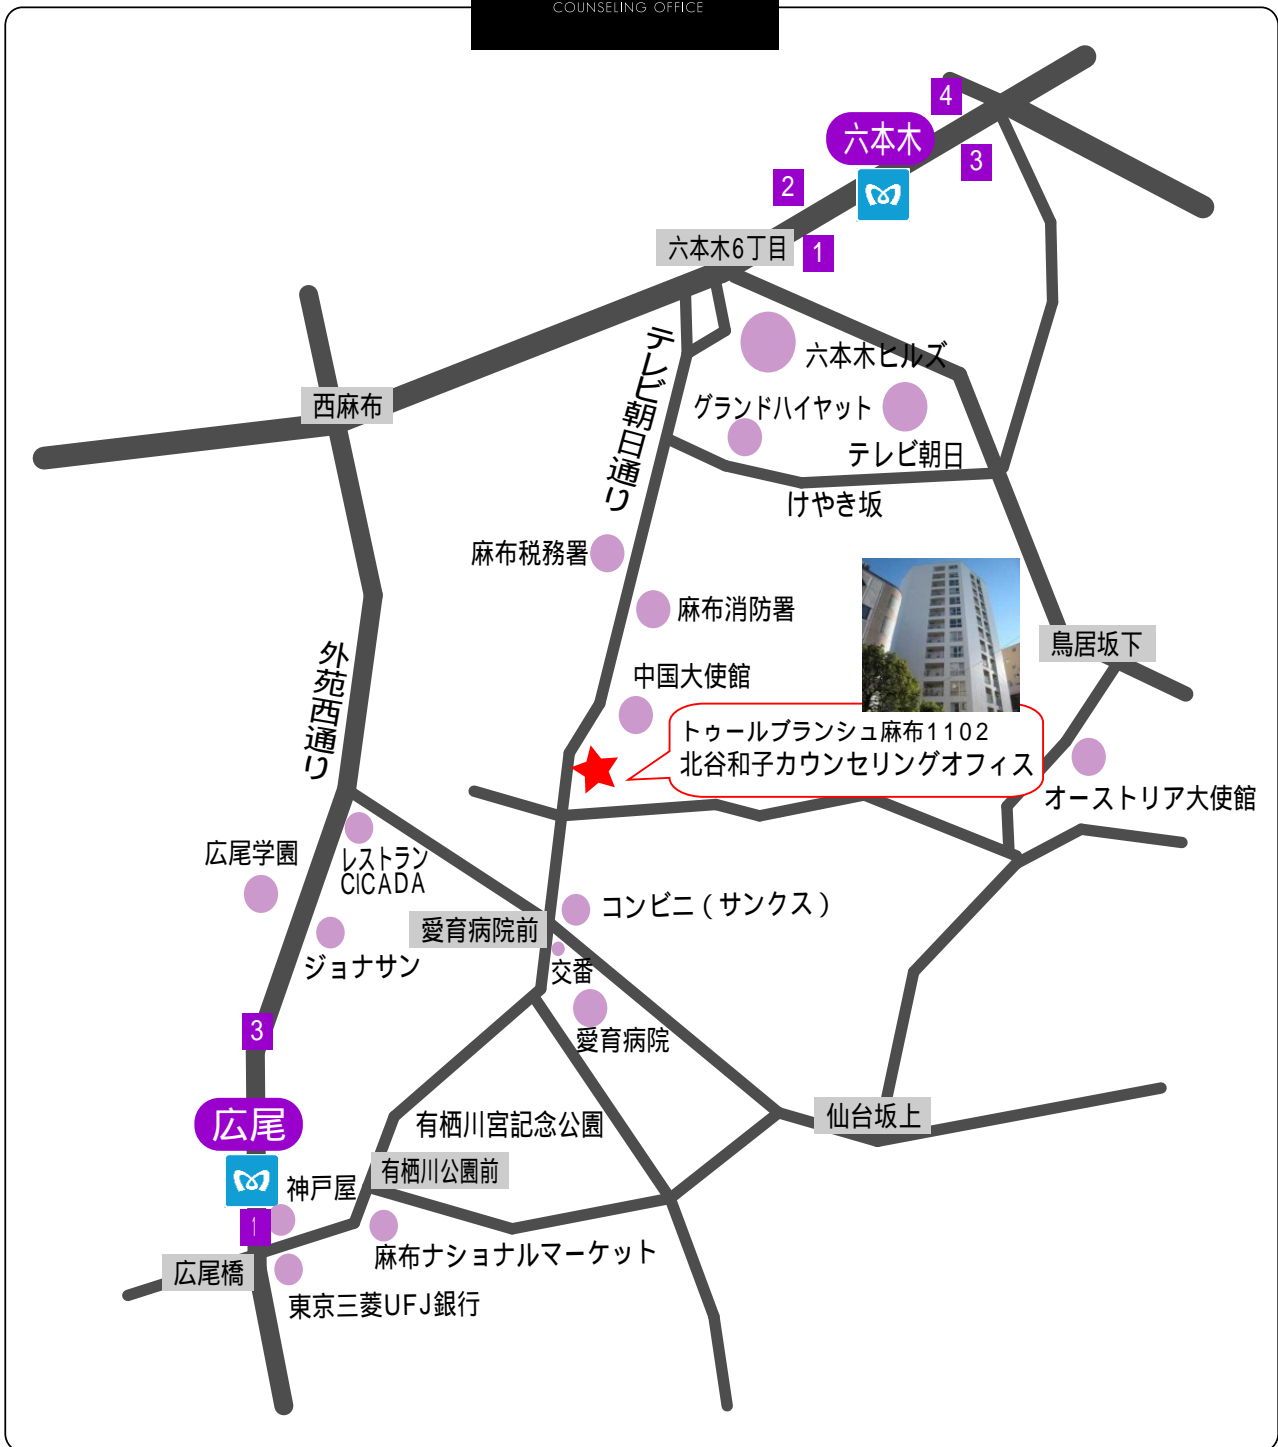 COUNSELING OFFICE
4
六本木
3
2
六本木6丁目
1
テレビ朝日通り
六本木ヒルズ
西麻布
グランドハイヤット
テレビ朝日
けやき坂
麻布税務署
麻布消防署
鳥居坂下
外苑西通り
中国大使館
トゥールブランシュ麻布1102
北谷和子カウンセリングオフィス
オーストリア大使館
広尾学園
レストラン
CICADA
コンビニ(サンクス)
愛育病院前
ジョナサン
交番
3
愛育病院
広尾
有栖川宮記念公園
仙台坂上
有栖川公園前
神戸屋
1
麻布ナショナルマーケット
広尾橋
東京三菱UFJ銀行